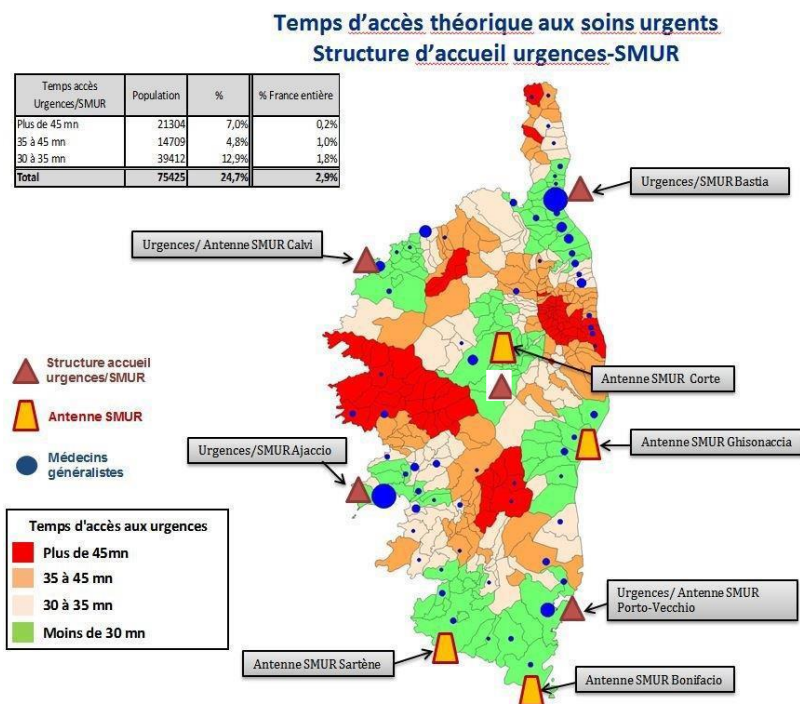 Temps d'accès théorique aux soins urgents
Structure d'accueil urgences-SMUR
Temps accès Urgences/SMUR Population % % France entière
Plus de 45 mn 21304 7,0% 0,2%
35 à 45 mn 14709 4,8% 1,0%
30 à 35 mn 39412 12,9% 1,8%
Total 75425 24,7% 2,9%
Urgences/SMUR Bastia
Urgences/ Antenne SMUR Calvi
Structure accueil
urgences/SMUR
Antenne SMUR Corte
Antenne SMUR
Antenne SMUR Ghisonaccia
Urgences/SMUR Ajaccio
Médecins
généralistes
Temps d'accès aux urgences
Plus de 45mn
35 à 45 mn
30 à 35 mn
Moins de 30 mn
Urgences/ Antenne SMUR
Porto-Vecchio
Antenne SMUR Sartène
Antenne SMUR Bonifacio